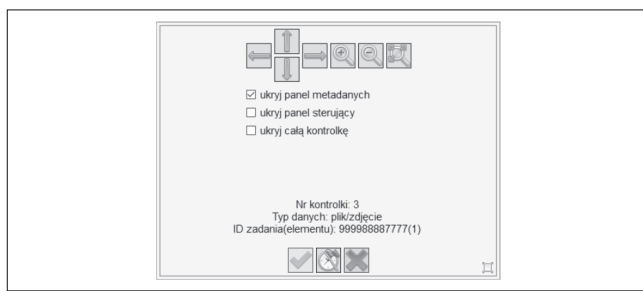 ukryj panel metadanych
ukryj panel sterujący
ukryj całą kontrolkę
Nr kontrolki: 3
Typ danych: plik/zdjęcie
ID zadania(elementu): 999988887777(1)